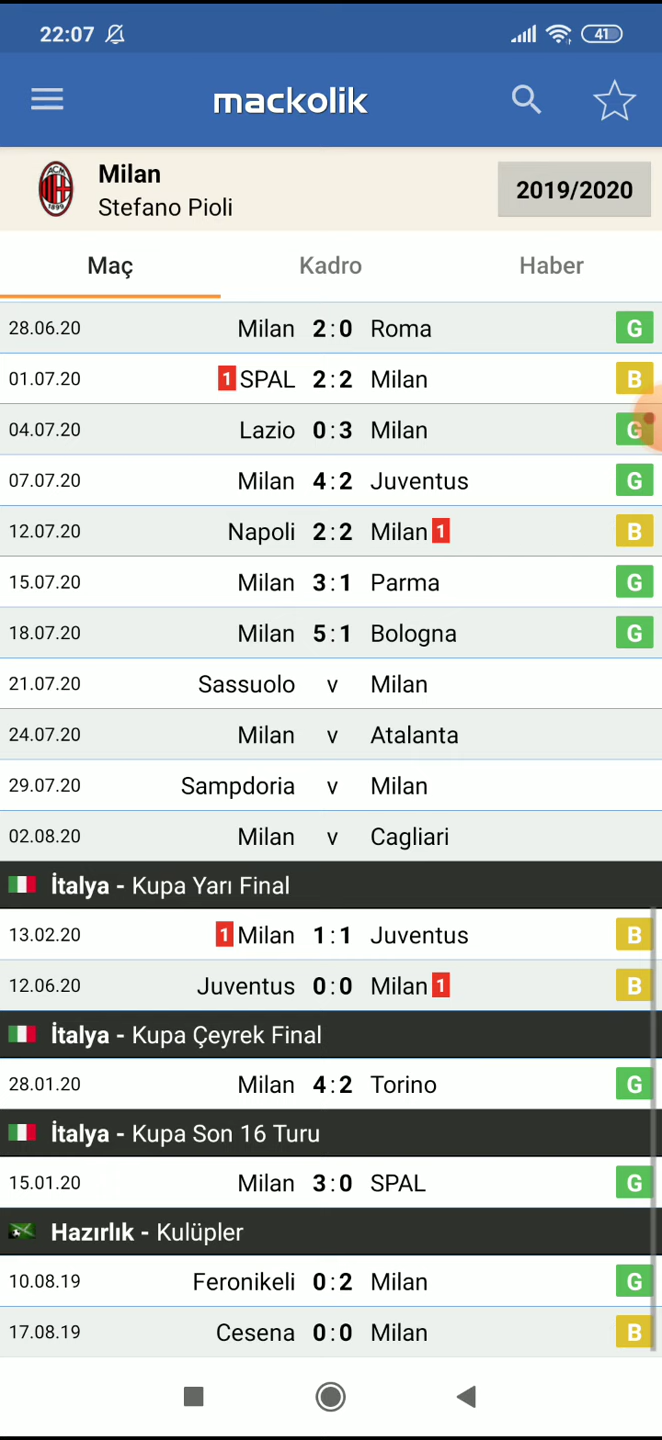 22:07 41
mackolik
Milan
Stefano Pioli
2019/2020
Maç Kadro Haber
28.06.20 Milan 2:0 Roma G
01.07.20 1 SPAL 2:2 Milan B
04.07.20 Lazio 0:3 Milan G
07.07.20 Milan 4:2 Juventus G
12.07.20 Napoli 2:2 Milan 1 B
15.07.20 Milan 3:1 Parma G
18.07.20 Milan 5:1 Bologna G
21.07.20 Sassuolo v Milan
24.07.20 Milan v Atalanta
29.07.20 Sampdoria v Milan
02.08.20 Milan v Cagliari
İtalya - Kupa Yarı Final
13.02.20 1 Milan 1:1 Juventus B
12.06.20 Juventus 0:0 Milan 1 B
İtalya - Kupa Çeyrek Final
28.01.20 Milan 4:2 Torino G
İtalya - Kupa Son 16 Turu
15.01.20 Milan 3:0 SPAL G
Hazırlık - Kulüpler
10.08.19 Feronikeli 0:2 Milan G
17.08.19 Cesena 0:0 Milan B